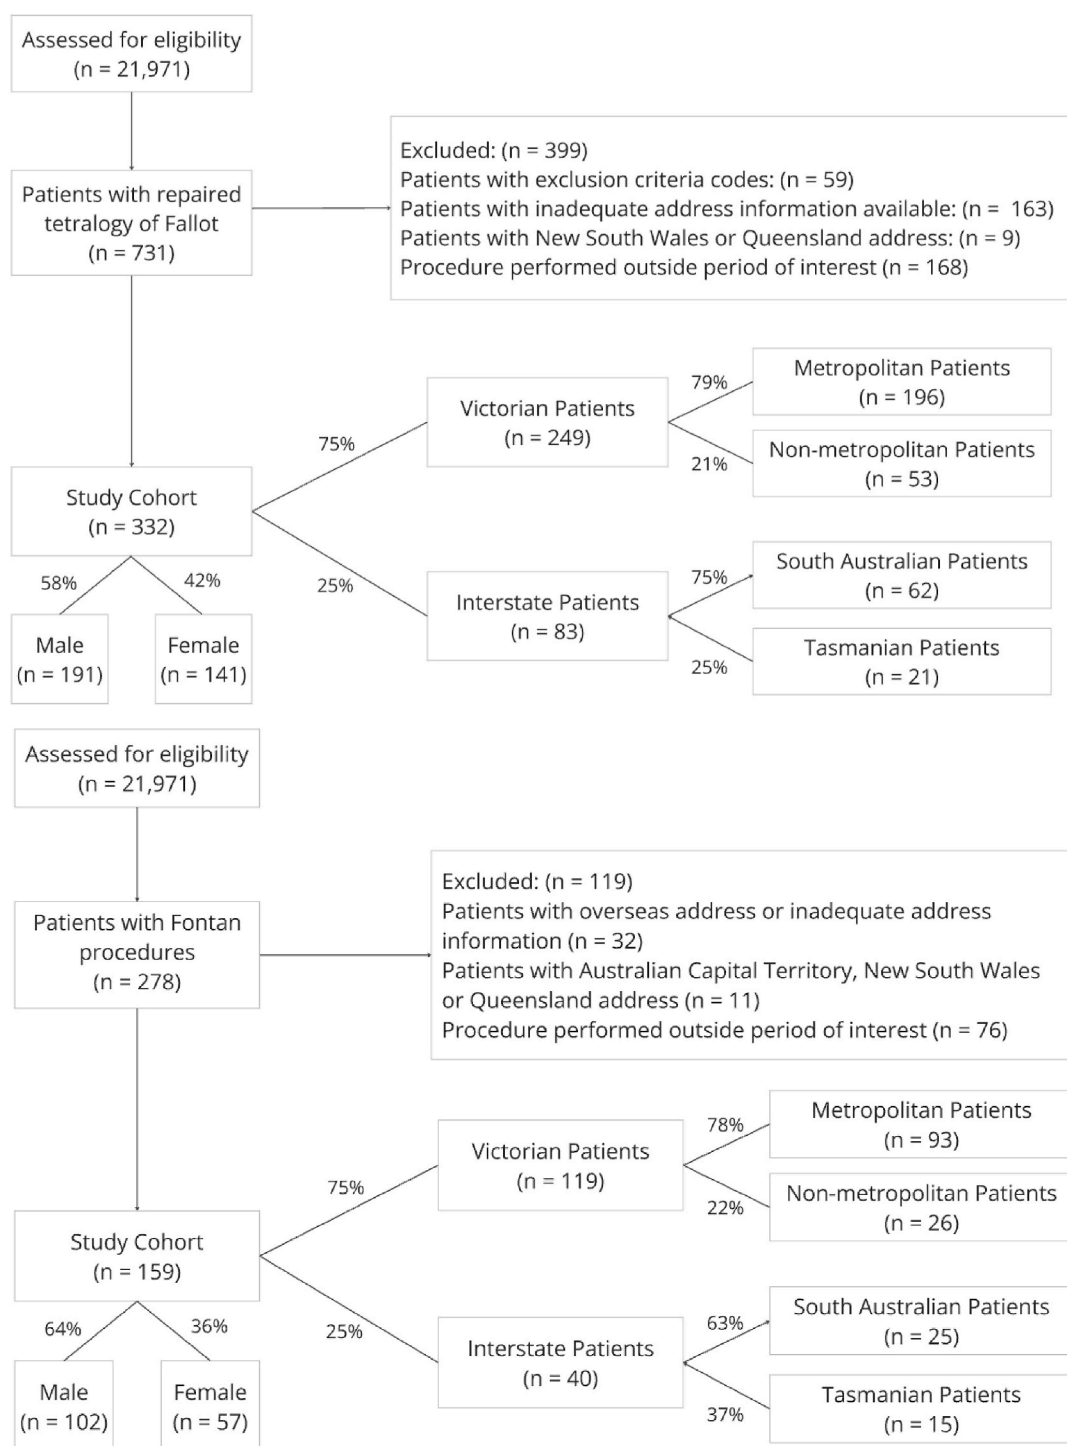 Assessed for eligibility
(n = 21,971)
Patients with repaired
tetralogy of Fallot
(n = 731)
Excluded: (n = 399)
Patients with exclusion criteria codes: (n = 59)
Patients with inadequate address information available: (n =  163)
Patients with New South Wales or Queensland address: (n = 9)
Procedure performed outside period of interest (n = 168)
Study Cohort
(n = 332)
58%
42%
Male
(n = 191)
Female
(n = 141)
75%
25%
Victorian Patients
(n = 249)
79%
21%
Metropolitan Patients
(n = 196)
Non-metropolitan Patients
(n = 53)
Interstate Patients
(n = 83)
75%
25%
South Australian Patients
(n = 62)
Tasmanian Patients
(n = 21)
Assessed for eligibility
(n = 21,971)
Patients with Fontan
procedures
(n = 278)
Excluded: (n = 119)
Patients with overseas address or inadequate address
information (n = 32)
Patients with Australian Capital Territory, New South Wales
or Queensland address (n = 11)
Procedure performed outside period of interest (n = 76)
Study Cohort
(n = 159)
64%
36%
Male
(n = 102)
Female
(n = 57)
75%
25%
Victorian Patients
(n = 119)
78%
22%
Metropolitan Patients
(n = 93)
Non-metropolitan Patients
(n = 26)
Interstate Patients
(n = 40)
63%
37%
South Australian Patients
(n = 25)
Tasmanian Patients
(n = 15)